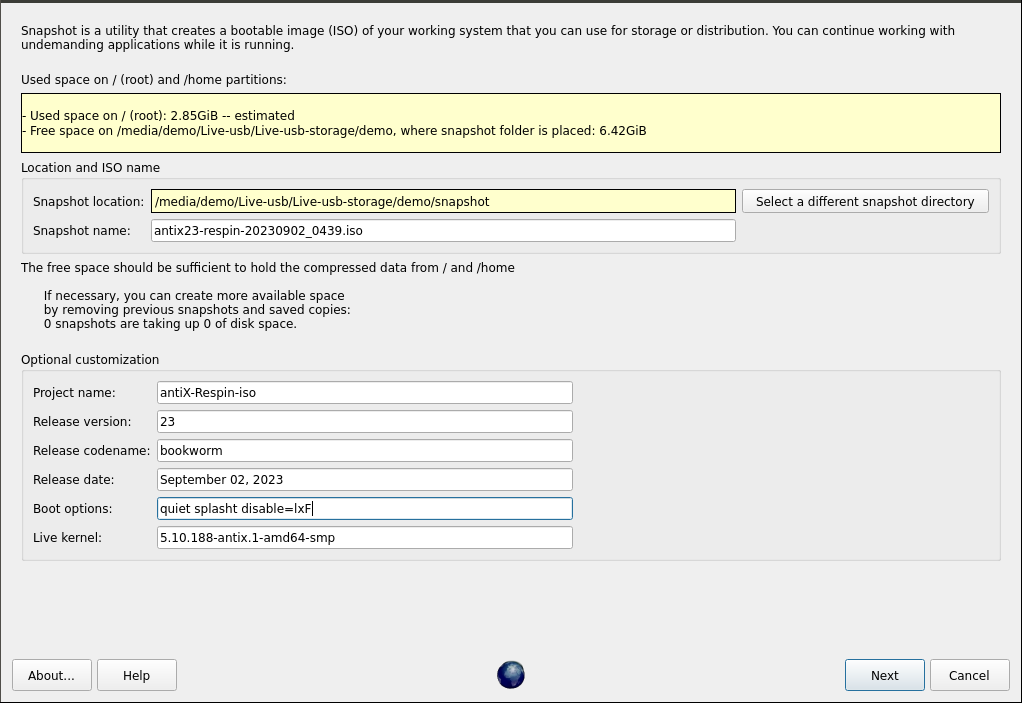 Snapshot is a utility that creates a bootable image (ISO) of your working system that you can use for storage or distribution. You can continue working with
undemanding applications while it is running.
Used space on / (root) and /home partitions:
- Used space on / (root): 2.85GiB -- estimated
- Free space on /media/demo/Live-usb/Live-usb-storage/demo, where snapshot folder is placed: 6.42GiB
Location and ISO name
Snapshot location: /media/demo/Live-usb/Live-usb-storage/demo/snapshot Select a different snapshot directory
Snapshot name: antix23-respin-20230902_0439.iso
The free space should be sufficient to hold the compressed data from / and /home
If necessary, you can create more available space
by removing previous snapshots and saved copies:
0 snapshots are taking up 0 of disk space.
Optional customization
Project name: antiX-Respin-iso
Release version: 23
Release codename: bookworm
Release date: September 02, 2023
Boot options: quiet splasht disable=lxF
Live kernel: 5.10.188-antix.1-amd64-smp
About... Help Next Cancel